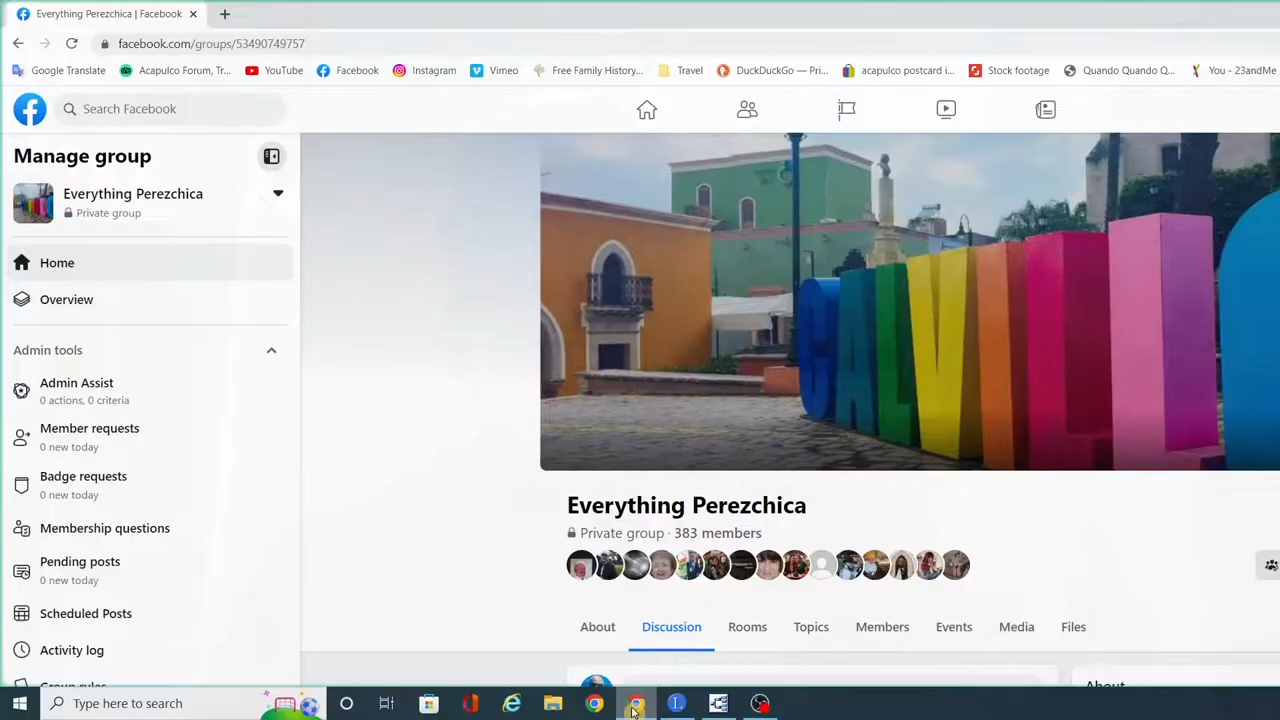 Everything Perezchica | Facebook
facebook.com/groups/53490749757
Google Translate
Acapulco Forum, Tr...
YouTube
Facebook
Instagram
Vimeo
Free Family History...
Travel
DuckDuckGo — Pri...
acapulco postcard i...
Stock footage
Quando Quando Q...
You - 23andMe
Search Facebook
Manage group
Everything Perezchica
Private group
Home
Overview
Admin tools
Admin Assist
0 actions, 0 criteria
Member requests
0 new today
Badge requests
0 new today
Membership questions
Pending posts
0 new today
Scheduled Posts
Activity log
Group rules
CALVILLO
Everything Perezchica
Private group · 383 members
About
Discussion
Rooms
Topics
Members
Events
Media
Files
About
Type here to search